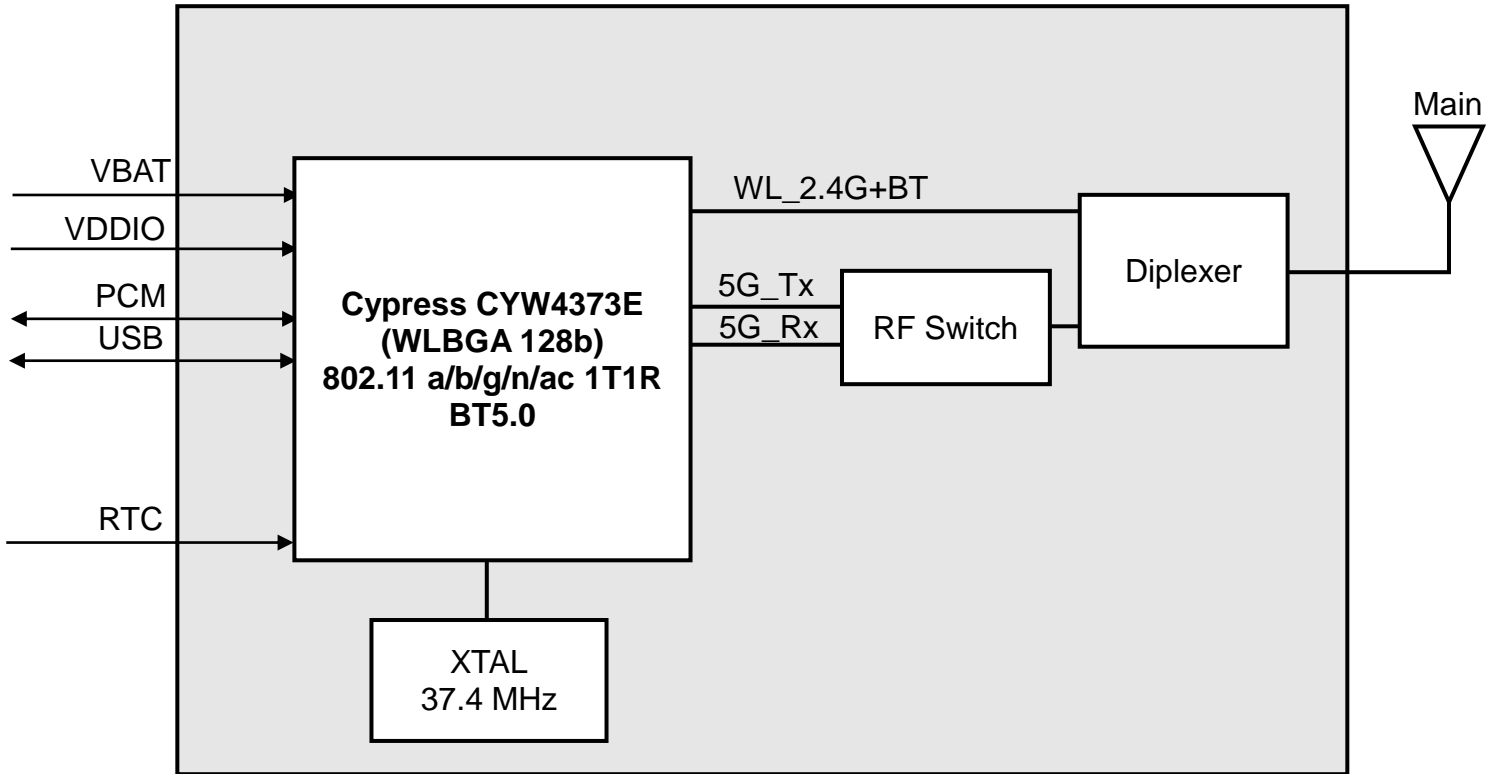 Main
VBAT
WL_2.4G+BT
VDDIO
Diplexer
PCM
5G_Tx
USB
5G_Rx
RF Switch
Cypress CYW4373E
(WLBGA 128b)
802.11 a/b/g/n/ac 1T1R
BT5.0
RTC
XTAL
37.4 MHz